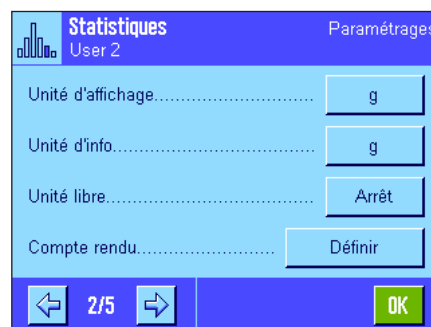 Statistiques
Paramétrages
User 2
Unité d'affichage............................ g
Unité d'info.................................... g
Unité libre..................................... Arrêt
Compte rendu......................... Définir
2/5
OK